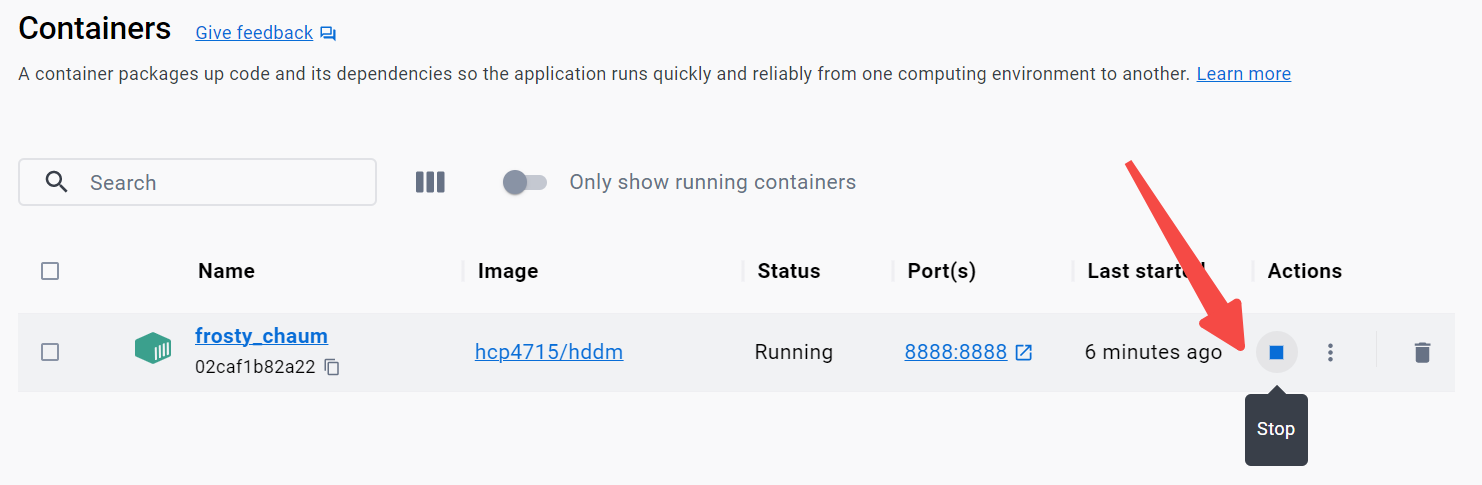 Containers Give feedback
A container packages up code and its dependencies so the application runs quickly and reliably from one computing environment to another. Learn more
Search Only show running containers
Name Image Status Port(s) Last started Actions
frosty_chaum hcp4715/hddm Running 8888:8888 6 minutes ago
02caf1b82a22
Stop